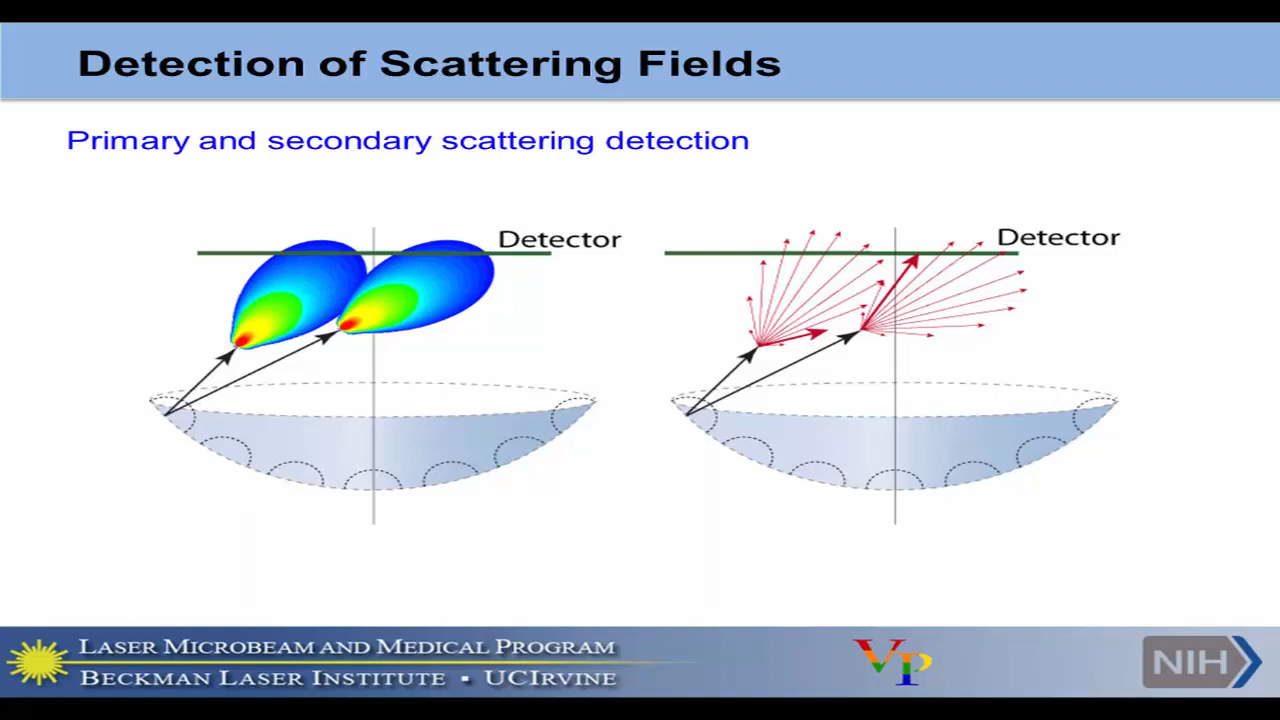 Detection of Scattering Fields
Primary and secondary scattering detection
Detector
Detector
LASER MICROBEAM AND MEDICAL PROGRAM
BECKMAN LASER INSTITUTE ▪ UCIRVINE
VP
NIH